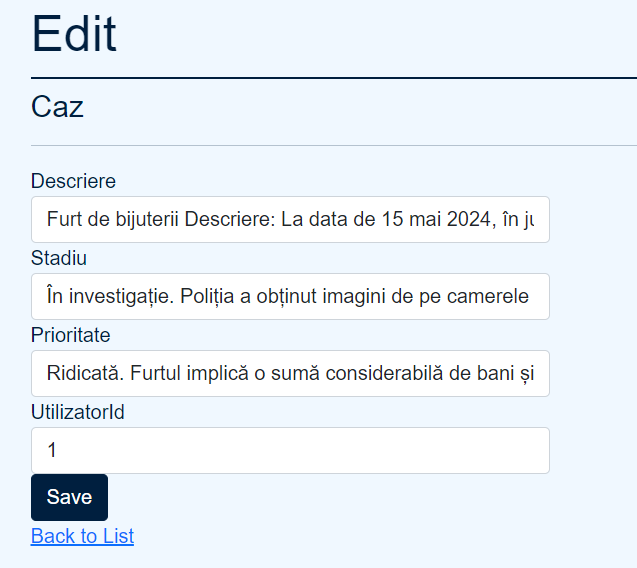 Edit
Caz
Descriere
Furt de bijuterii Descriere: La data de 15 mai 2024, în
Stadiu
În investigație. Poliția a obținut imagini de pe camerele
Prioritate
Ridicată. Furtul implică o sumă considerabilă de bani și
UtilizatorId
1
Save
Back to List